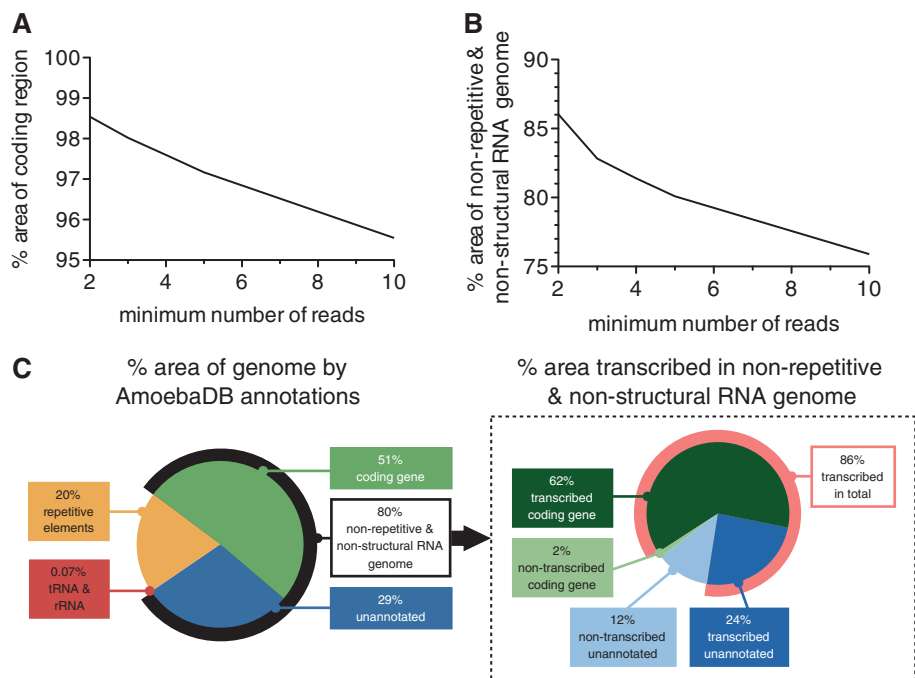 A
% area of coding region
100
99
98
97
96
95
2
4
6
8
10
minimum number of reads
B
% area of non-repetitive &
non-structural RNA genome
90
85
80
75
2
4
6
8
10
minimum number of reads
C
% area of genome by
AmoebaDB annotations
51%
coding gene
20%
repetitive
elements
80%
non-repetitive &
non-structural RNA
genome
0.07%
tRNA &
rRNA
29%
unannotated
% area transcribed in non-repetitive
& non-structural RNA genome
86%
transcribed
in total
62%
transcribed
coding gene
2%
non-transcribed
coding gene
12%
non-transcribed
unannotated
24%
transcribed
unannotated